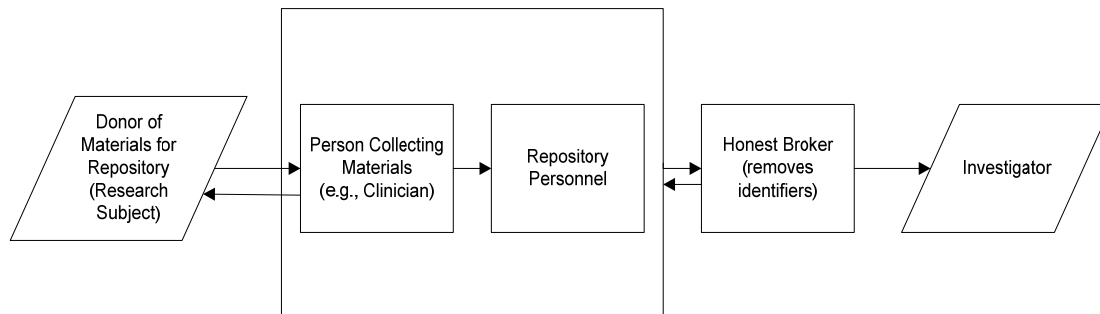 Donor of
Materials for
Repository
(Research
Subject)
Person Collecting
Materials
(e.g., Clinician)
Repository
Personnel
Honest Broker
(removes
identifiers)
Investigator